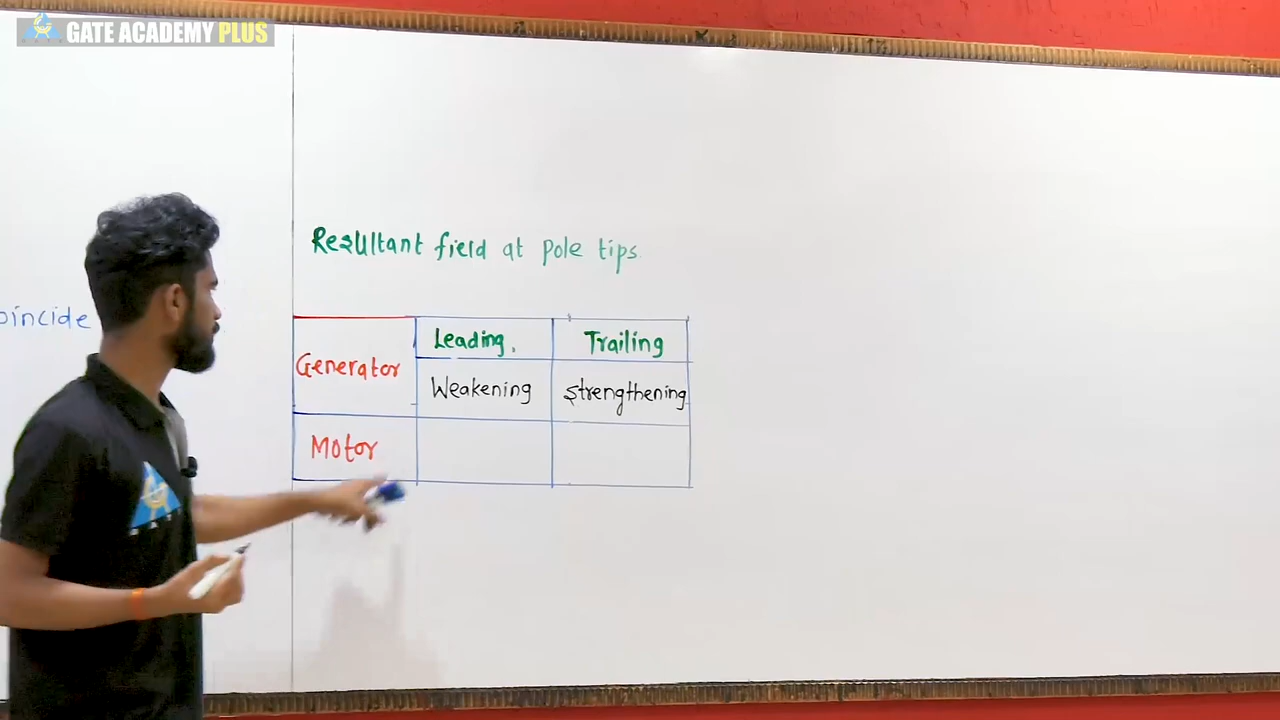 GATE ACADEMY PLUS
Resultant field at pole tips.
oincide
Leading.
Trailing
Generator
Weakening
Strengthening
Motor